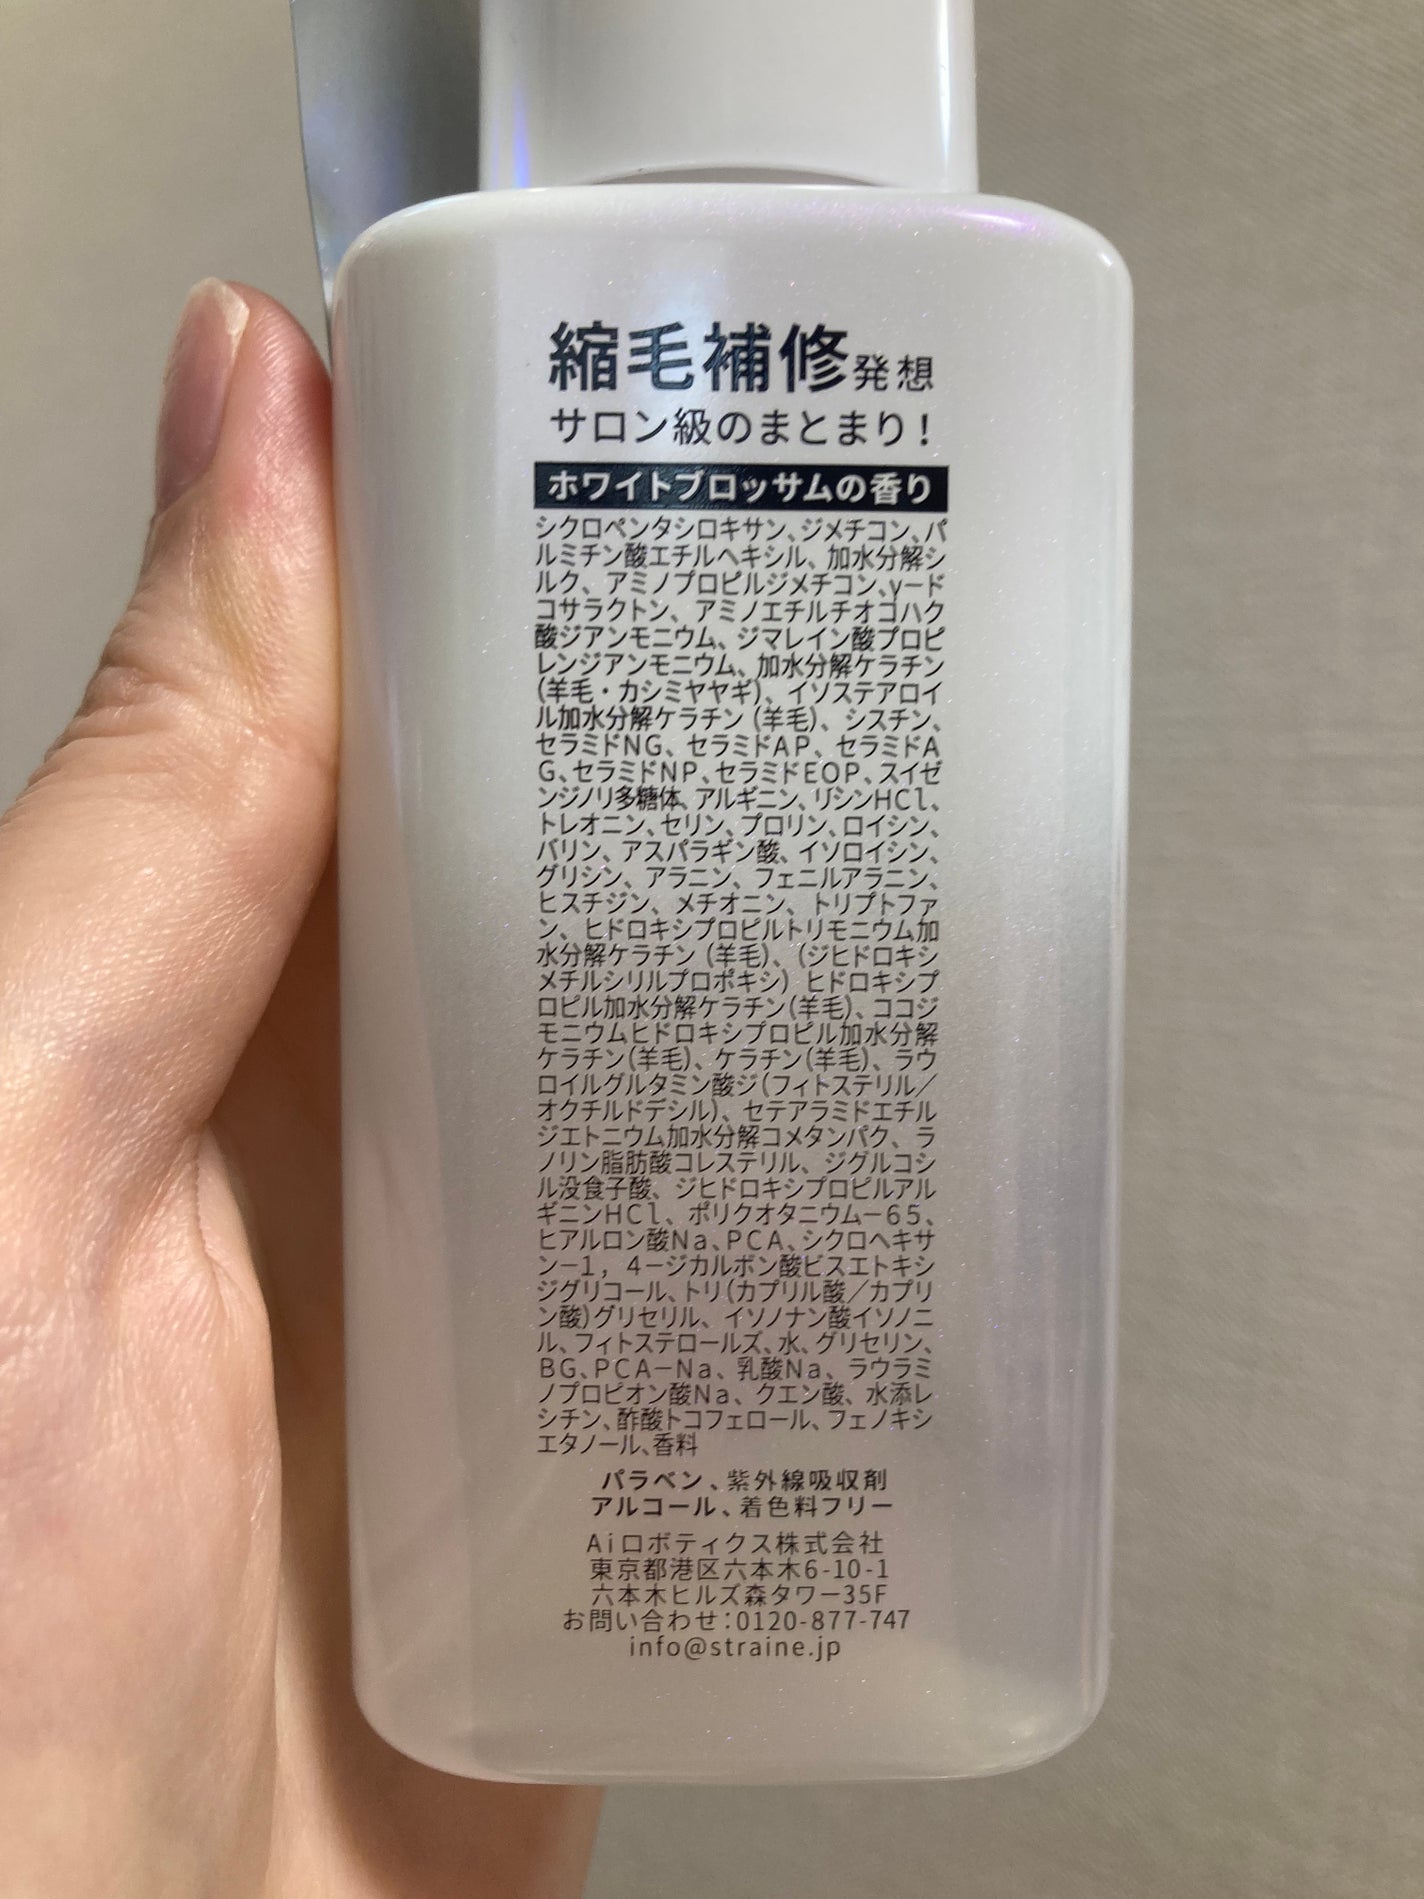 縮毛補修発想
サロン級のまとまり!
ホワイトブロッサムの香り
シクロペンタシロキサン、ジメチコン、パ
ルミチン酸エチルヘキシル、加水分解シ
ルク、アミノプロピルジメチコン、γード
コサラクトン、アミノエチルチオコハク
酸ジアンモニウム、ジマレイン酸プロピ
レンジアンモニウム、加水分解ケラチン
(羊毛・カシミヤヤギ)、イソステアロイ
ル加水分解ケラチン(羊毛)、シスチン、
セラミドNG、セラミドAP、セラミドA
G、セラミドNP、セラミドEOP、スイゼ
ンジノリ多糖体、アルギニン、リシンHCl、
トレオニン、セリン、プロリン、ロイシン、
バリン、アスパラギン酸、イソロイシン、
グリシン、アラニン、フェニルアラニン、
ヒスチジン、メチオニン、トリプトファ
ン、ヒドロキシプロピルトリモニウム加
水分解ケラチン(羊毛)、(ジヒドロキシ
メチルシリルプロポキシ)ヒドロキシプ
ロピル加水分解ケラチン(羊毛)、ココジ
モニウムヒドロキシプロピル加水分解
ケラチン(羊毛)、ケラチン(羊毛)、ラウ
ロイルグルタミン酸ジ(フィトステリル/
オクチルドデシル)、セテアラミドエチル
ジエトニウム加水分解コメタンパク、ラ
ノリン脂肪酸コレステリル、ジグルコシ
ル没食子酸、ジヒドロキシプロピルアル
ギニンHCl、ポリクオタニウムー65、
ヒアルロン酸Na、PCA、シクロヘキサ
ンー1,4ージカルボン酸ビスエトキシ
ジグリコール、トリ(カプリル酸/カプリ
ン酸)グリセリル、イソノナン酸イソノニ
ル、フィトステロールズ、水、グリセリン、
BG、PCAーNa、乳酸Na、ラウラミ
ノプロピオン酸Na、クエン酸、水添レ
シチン、酢酸トコフェロール、フェノキシ
エタノール、香料
パラベン、紫外線吸収剤
アルコール、着色料フリー
Aiロボティクス株式会社
東京都港区六本木6-10-1
六本木ヒルズ森タワー35F
お問い合わせ:0120-877-747
info@straine.jp